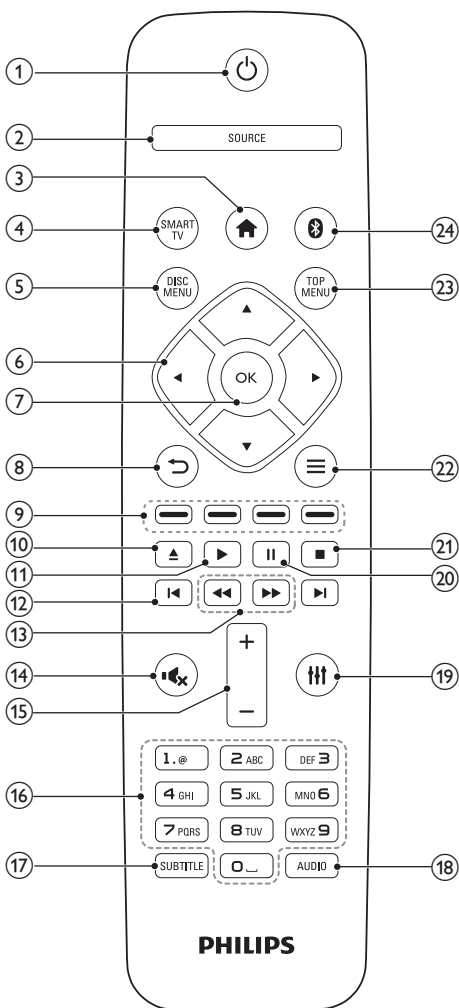 1
2
SOURCE
3
4
SMART
TV
24
5
DISC
MENU
TOP
MENU
23
6
OK
7
8
22
9
10
21
11
20
12
13
14
+
19
15
−
16
1.@
2 ABC
DEF 3
4 GHI
5 JKL
MNO 6
7 PQRS
8 TUV
WXYZ 9
17
SUBTITLE
0
AUDIO
18
PHILIPS